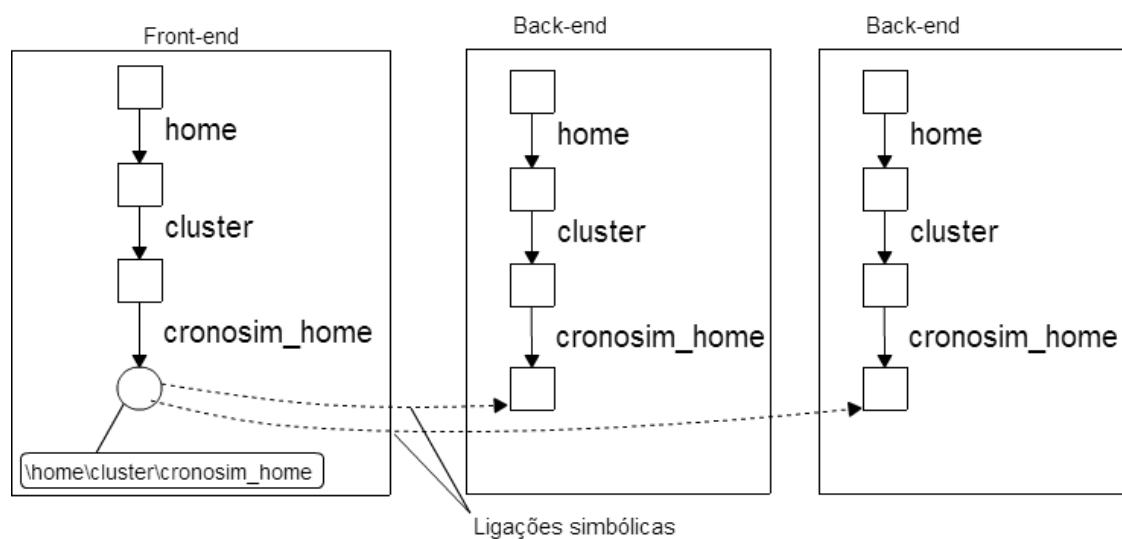 Front-end
home
cluster
cronosim_home
\home\cluster\cronosim_home
Back-end
home
cluster
cronosim_home
Back-end
home
cluster
cronosim_home
Ligações simbólicas